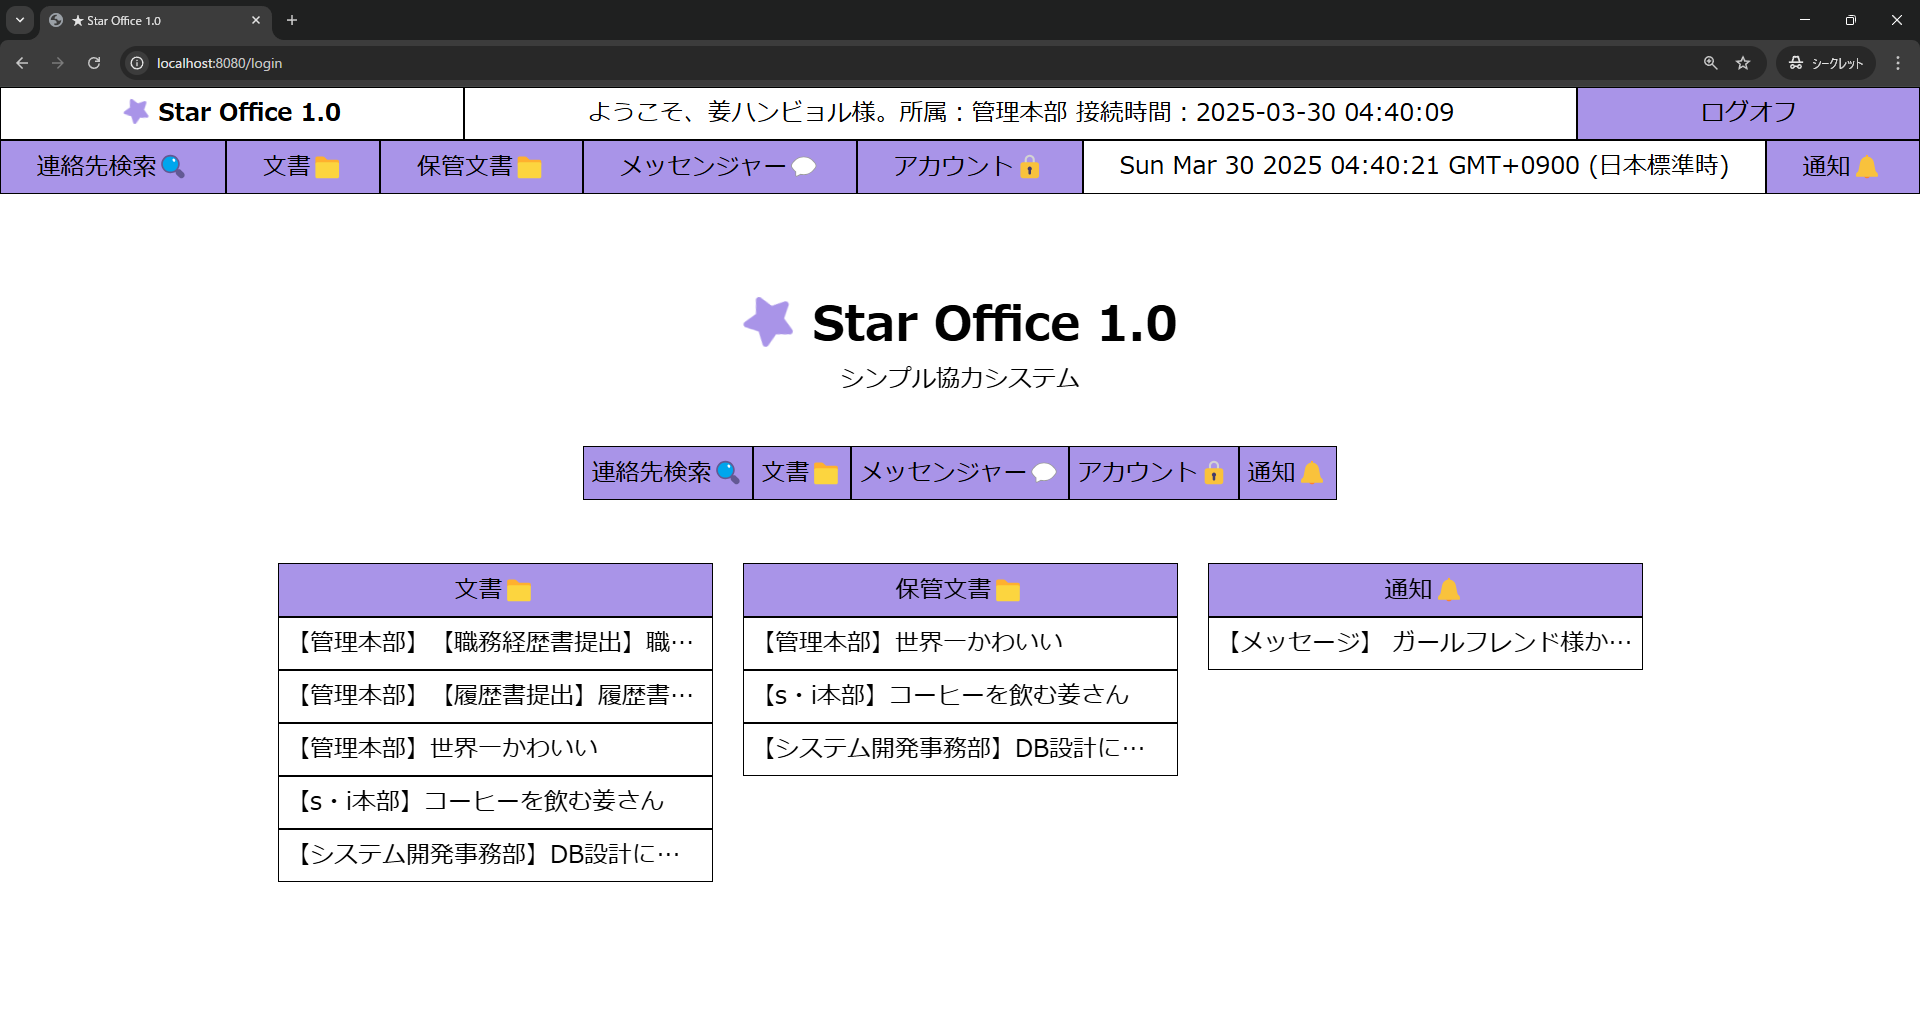 ★ Star Office 1.0
localhost:8080/login
シークレット
Star Office 1.0
ようこそ、姜ハンビョル様。所属：管理本部 接続時間：2025-03-30 04:40:09
ログオフ
連絡先検索
文書
保管文書
メッセンジャー
アカウント
Sun Mar 30 2025 04:40:21 GMT+0900 (日本標準時)
通知
Star Office 1.0
シンプル協力システム
連絡先検索
文書
メッセンジャー
アカウント
通知
文書
【管理本部】【職務経歴書提出】職…
【管理本部】【履歴書提出】履歴書…
【管理本部】世界一かわいい
【s・i本部】コーヒーを飲む姜さん
【システム開発事務部】DB設計に…
保管文書
【管理本部】世界一かわいい
【s・i本部】コーヒーを飲む姜さん
【システム開発事務部】DB設計に…
通知
【メッセージ】 ガールフレンド様か…